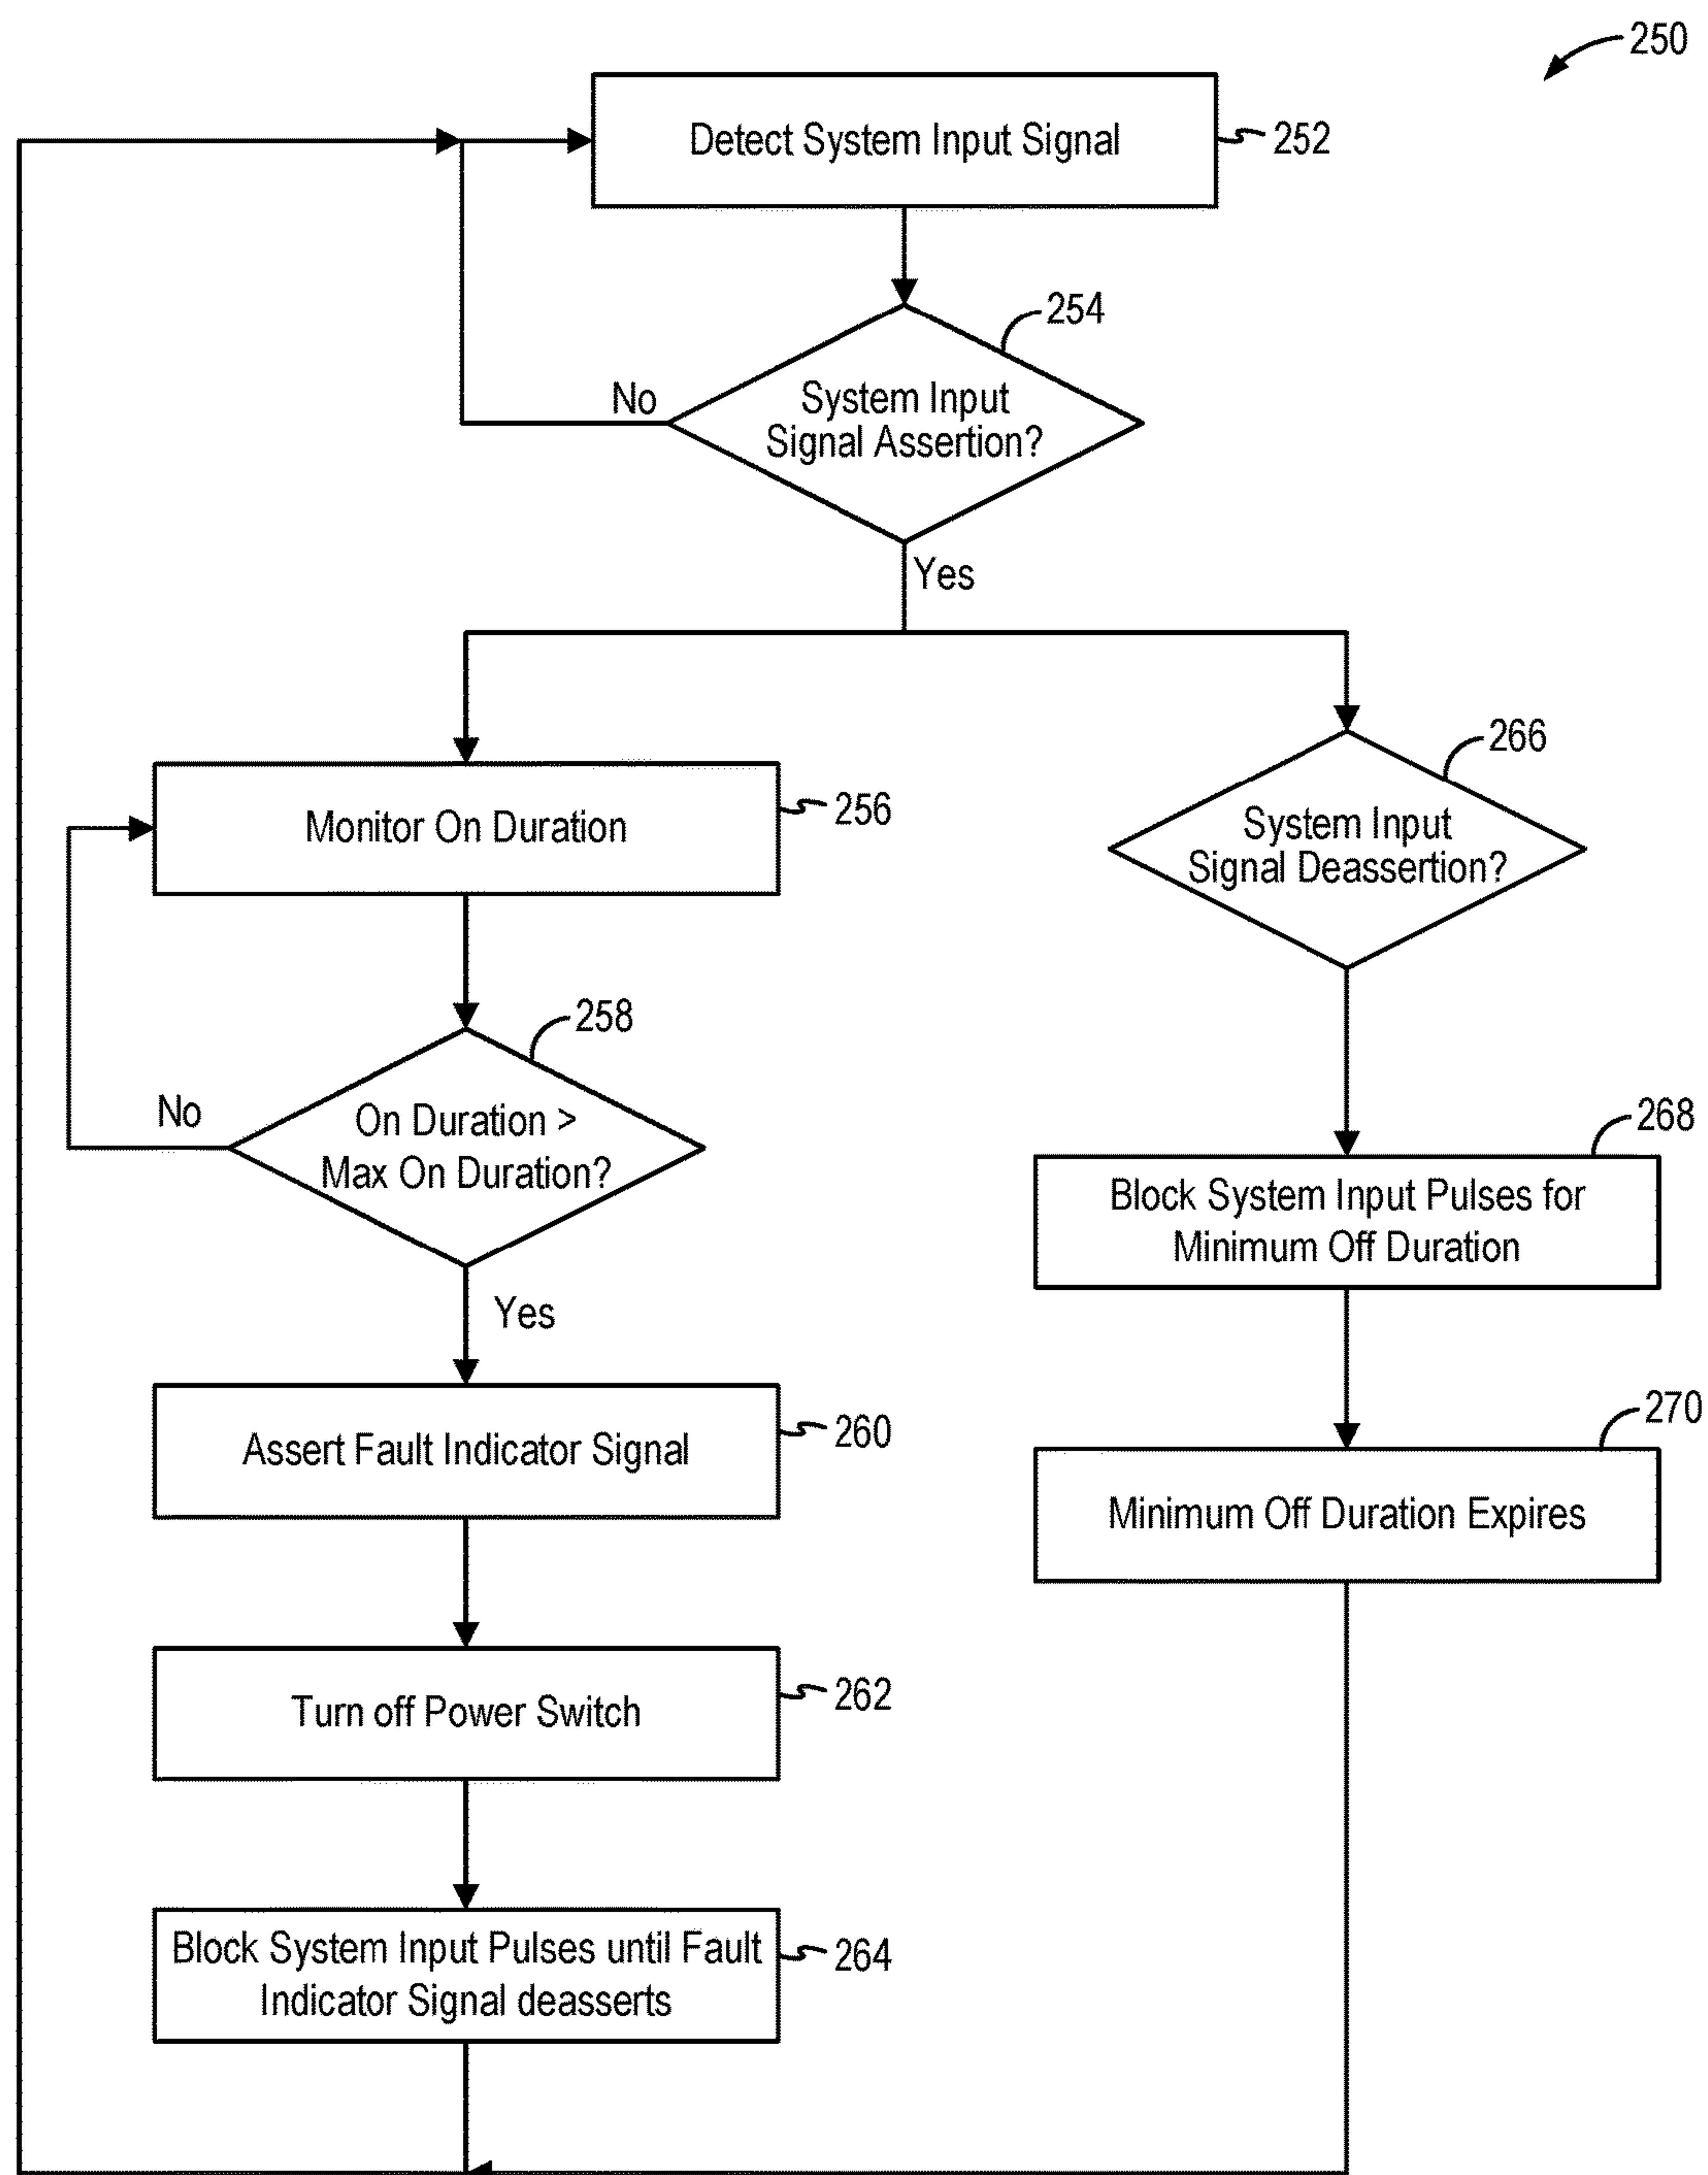 250
Detect System Input Signal
252
254
System Input
Signal Assertion?
No
Yes
Monitor On Duration
256
266
System Input
Signal Deassertion?
258
On Duration >
Max On Duration?
No
Yes
268
Block System Input Pulses for
Minimum Off Duration
Assert Fault Indicator Signal
260
270
Minimum Off Duration Expires
Turn off Power Switch
262
Block System Input Pulses until Fault
Indicator Signal deasserts
264